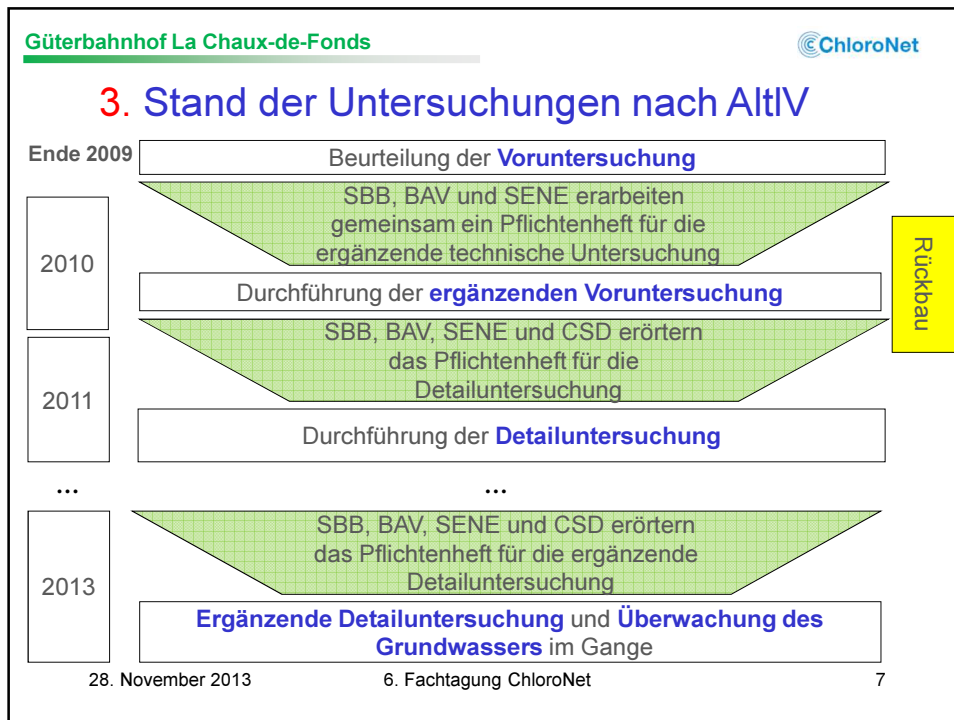 Güterbahnhof La Chaux-de-Fonds
ChloroNet
3. Stand der Untersuchungen nach AltlV
Ende 2009
Beurteilung der Voruntersuchung
SBB, BAV und SENE erarbeiten
gemeinsam ein Pflichtenheft für die
ergänzende technische Untersuchung
2010
Rückbau
Durchführung der ergänzenden Voruntersuchung
SBB, BAV, SENE und CSD erörtern
das Pflichtenheft für die
Detailuntersuchung
2011
Durchführung der Detailuntersuchung
...
...
SBB, BAV, SENE und CSD erörtern
das Pflichtenheft für die ergänzende
Detailuntersuchung
2013
Ergänzende Detailuntersuchung und Überwachung des
Grundwassers im Gange
28. November 2013
6. Fachtagung ChloroNet
7